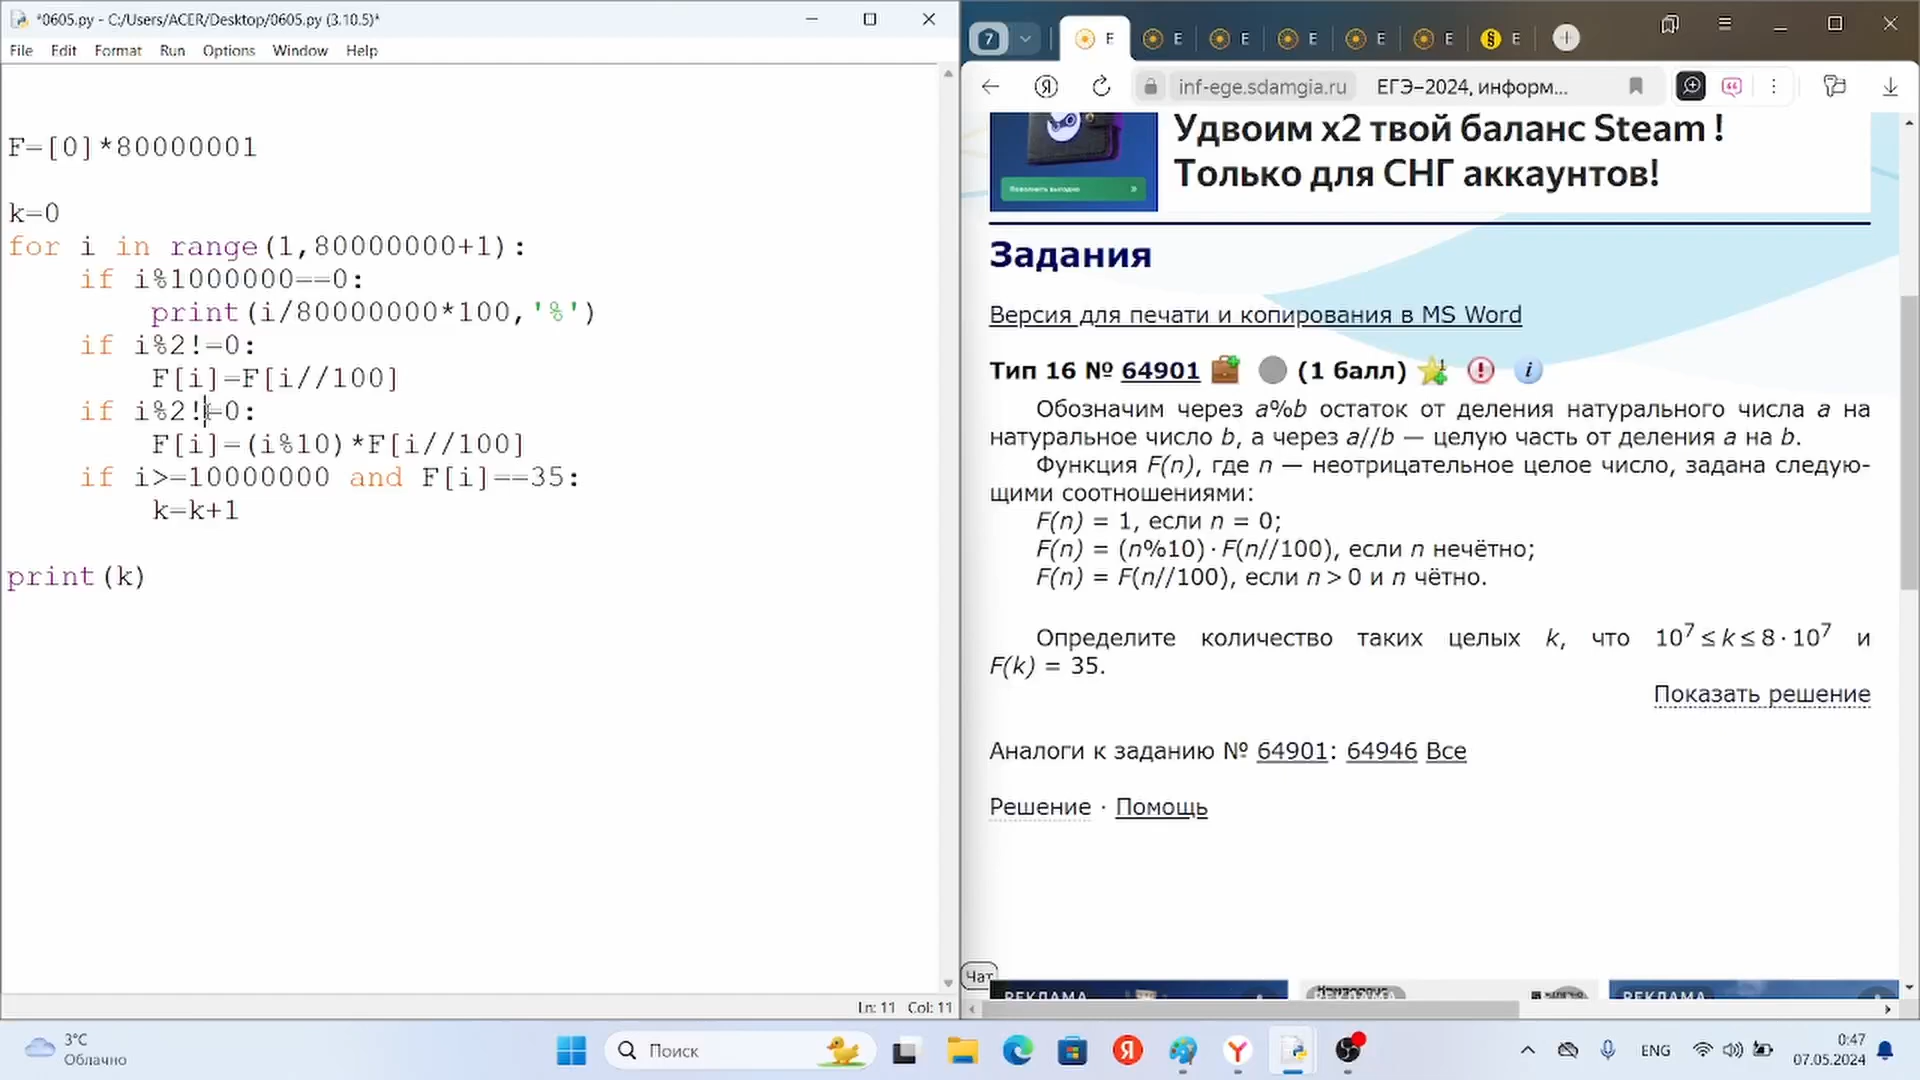 *0605.py - C:/Users/ACER/Desktop/0605.py (3.10.5)*
File Edit Format Run Options Window Help
F=[0]*80000001
k=0
for i in range(1,80000000+1):
if i%1000000==0:
print(i/80000000*100,'%')
if i%2!=0:
F[i]=F[i//100]
if i%2!=0:
F[i]=(i%10)*F[i//100]
if i>=10000000 and F[i]==35:
k=k+1
print(k)
Ln: 11 Col: 11
7 E E E E E E § E
inf-ege.sdamgia.ru ЕГЭ–2024, информ...
Удвоим x2 твой баланс Steam !
Только для СНГ аккаунтов!
Пополнить выгодно
Задания
Версия для печати и копирования в MS Word
Тип 16 № 64901 (1 балл)
Обозначим через a%b остаток от деления натурального числа a на
натуральное число b, а через a//b — целую часть от деления a на b.
Функция F(n), где n — неотрицательное целое число, задана следую-
щими соотношениями:
F(n) = 1, если n = 0;
F(n) = (n%10) · F(n//100), если n нечётно;
F(n) = F(n//100), если n > 0 и n чётно.
Определите количество таких целых k, что 10⁷ ≤ k ≤ 8 · 10⁷ и
F(k) = 35.
Показать решение
Аналоги к заданию № 64901: 64946 Все
Решение · Помощь
Чат
РЕКЛАМА РЕКЛАМА РЕКЛАМА
3°C
Облачно
Поиск
ENG
0:47
07.05.2024